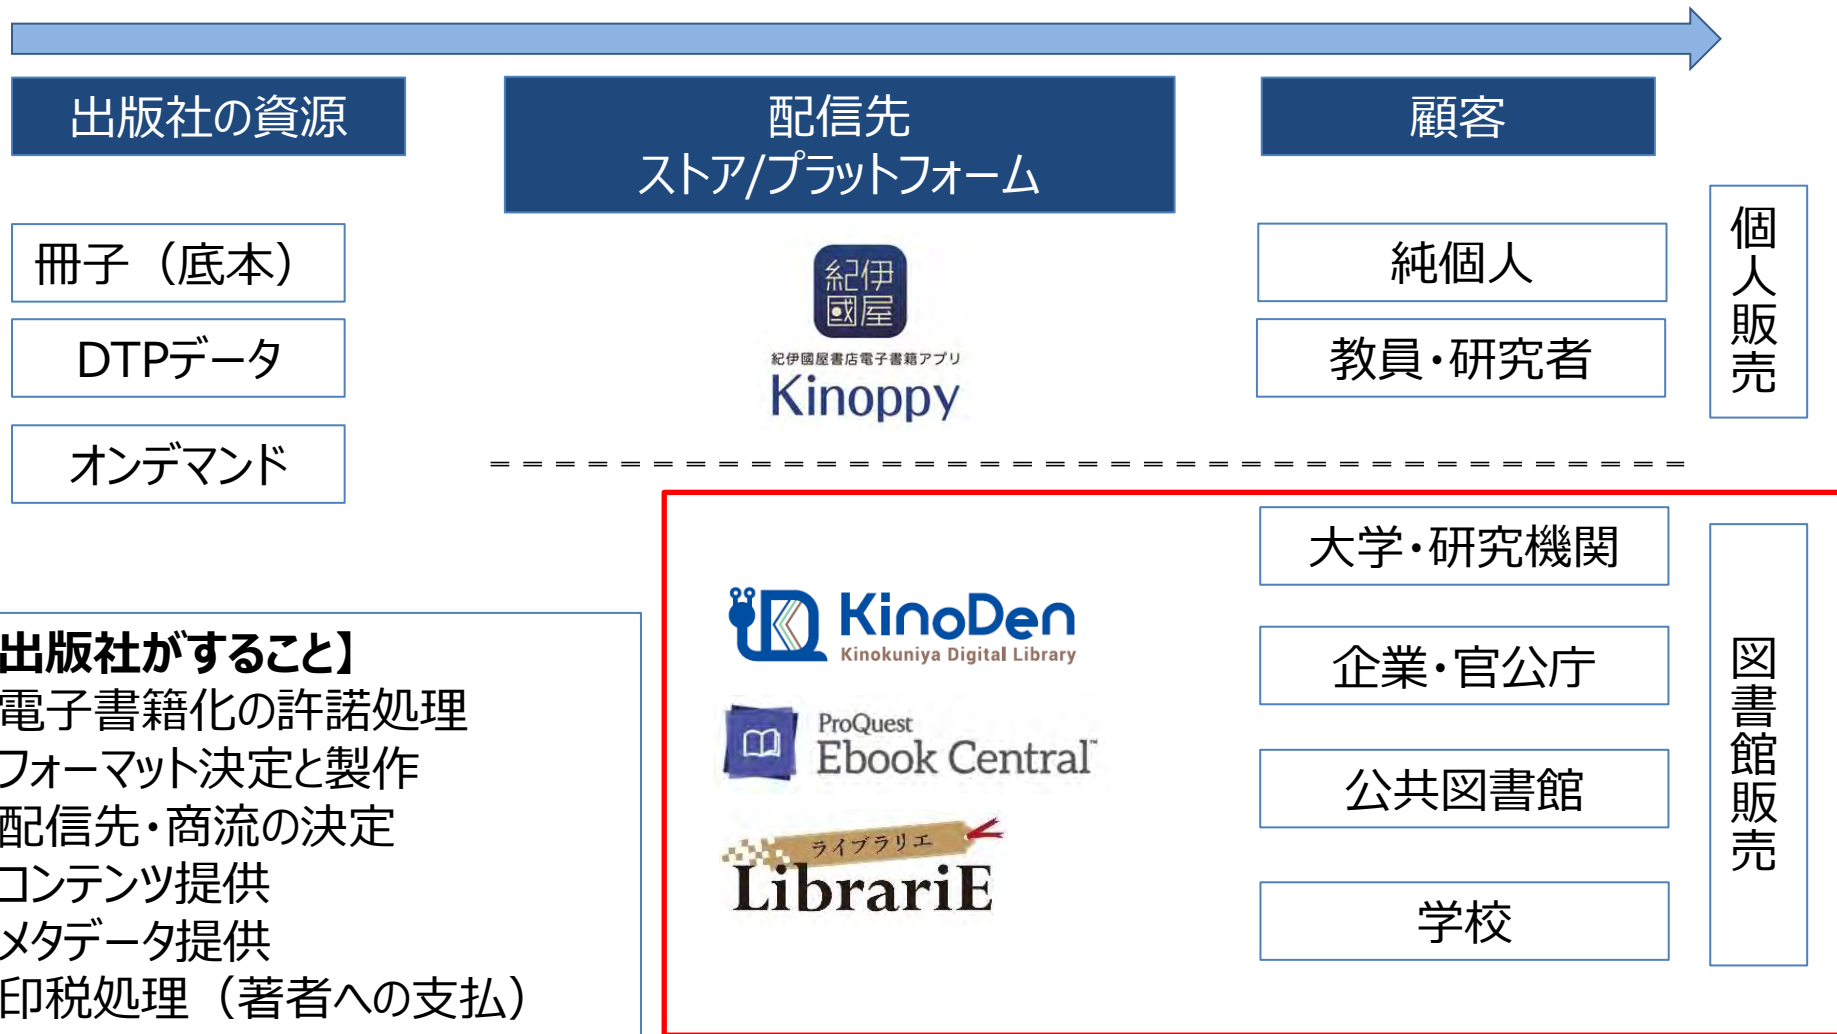 出版社の資源
配信先
ストア/プラットフォーム
顧客
冊子（底本）
DTPデータ
オンデマンド
紀伊
國屋
紀伊國屋書店電子書籍アプリ
Kinoppy
純個人
教員・研究者
個人販売
KinoDen
Kinokuniya Digital Library
ProQuest
Ebook Central™
ライブラリエ
LibrariE
大学・研究機関
企業・官公庁
公共図書館
学校
図書館販売
出版社がすること】
電子書籍化の許諾処理
フォーマット決定と製作
配信先・商流の決定
コンテンツ提供
メタデータ提供
印税処理（著者への支払）